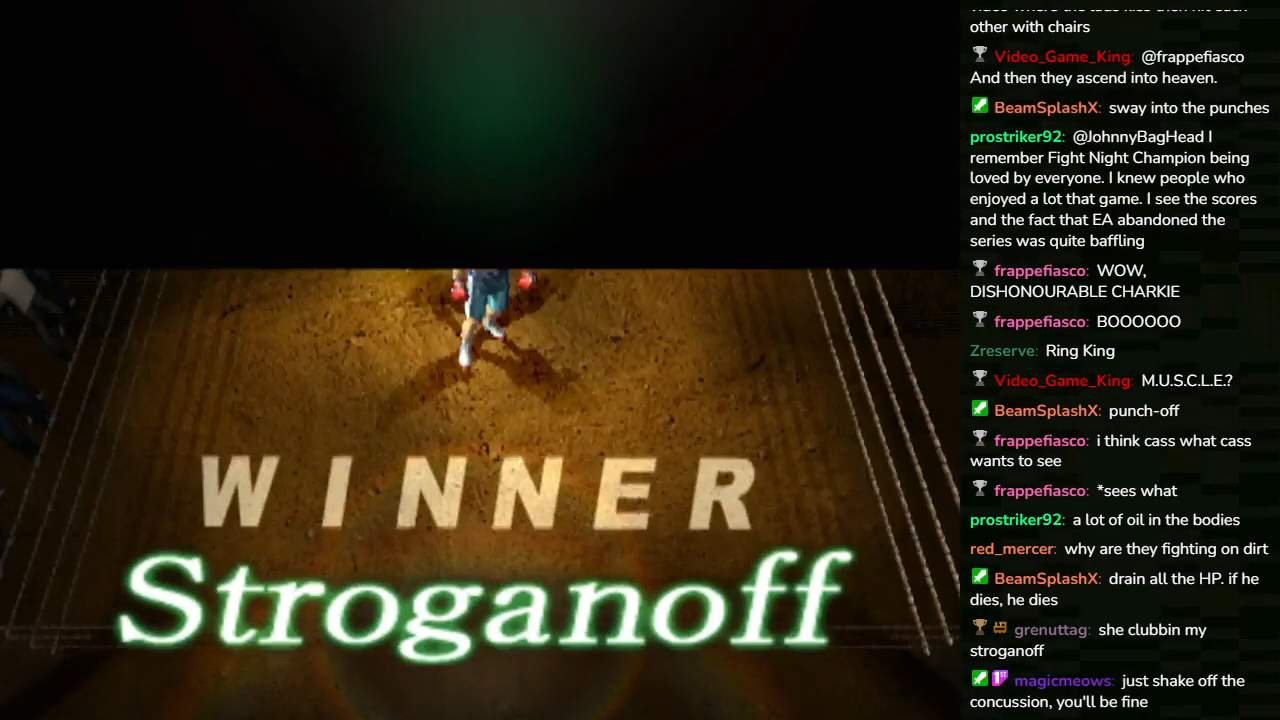 WINNER
Stroganoff
other with chairs
Video_Game_King: @frappefiasco
And then they ascend into heaven.
BeamSplashX: sway into the punches
prostriker92: @JohnnyBagHead I
remember Fight Night Champion being
loved by everyone. I knew people who
enjoyed a lot that game. I see the scores
and the fact that EA abandoned the
series was quite baffling
frappefiasco: WOW,
DISHONOURABLE CHARKIE
frappefiasco: BOOOOOO
Zreserve: Ring King
Video_Game_King: M.U.S.C.L.E.?
BeamSplashX: punch-off
frappefiasco: i think cass what cass
wants to see
frappefiasco: *sees what
prostriker92: a lot of oil in the bodies
red_mercer: why are they fighting on dirt
BeamSplashX: drain all the HP. if he
dies, he dies
grenuttag: she clubbin my
stroganoff
magicmeows: just shake off the
concussion, you'll be fine